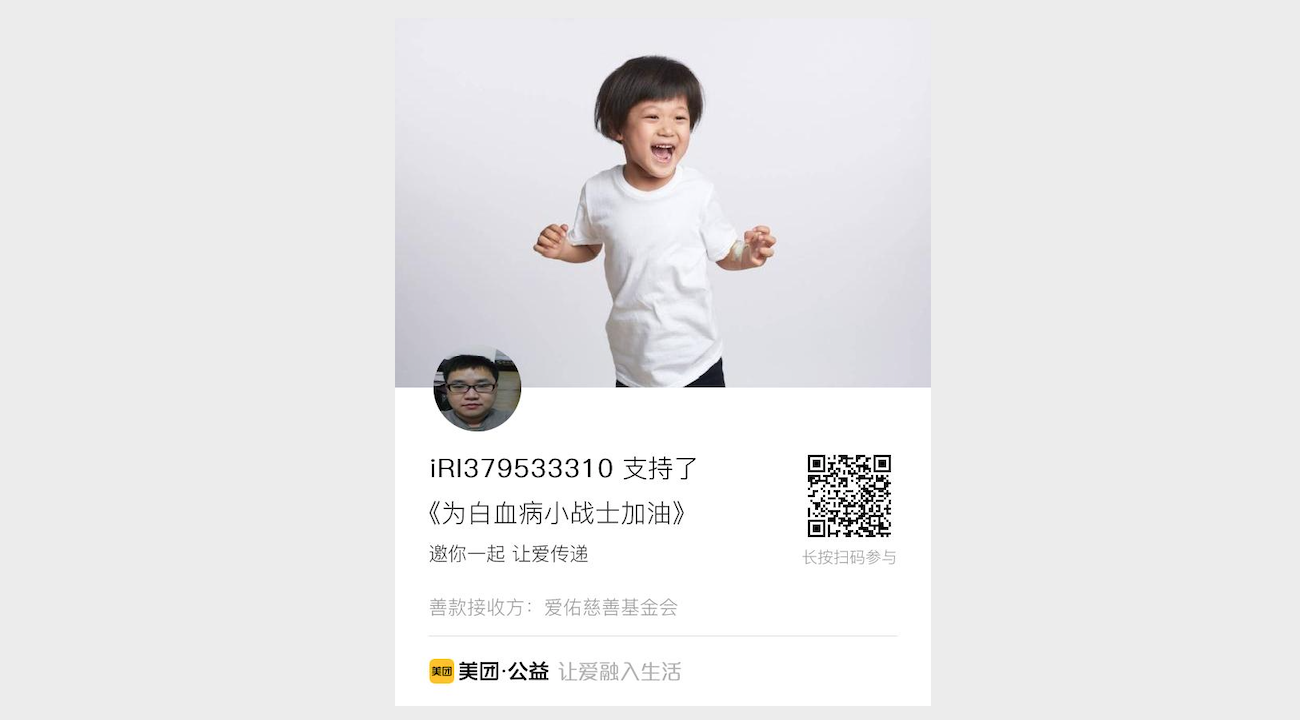 iRI379533310 支持了
《为白血病小战士加油》
邀你一起 让爱传递
长按扫码参与
善款接收方：爱佑慈善基金会
美团 美团·公益 让爱融入生活